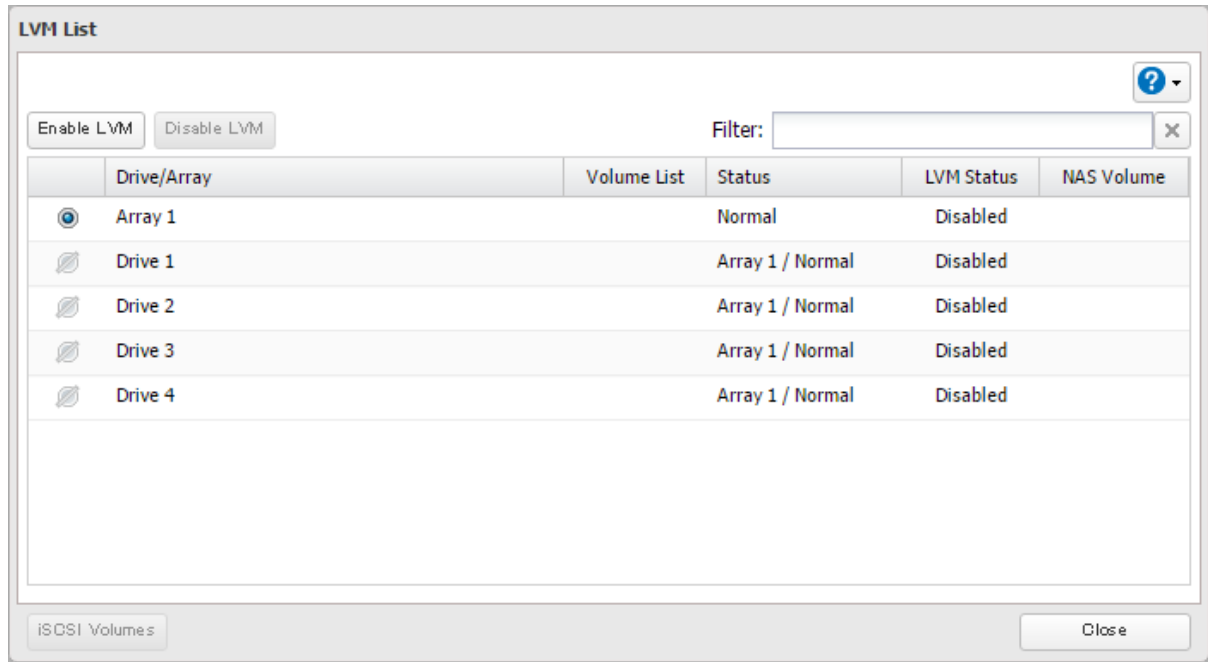 LVM List
?
Enable LVM Disable LVM Filter:
Drive/Array Volume List Status LVM Status NAS Volume
Array 1 Normal Disabled
Drive 1 Array 1 / Normal Disabled
Drive 2 Array 1 / Normal Disabled
Drive 3 Array 1 / Normal Disabled
Drive 4 Array 1 / Normal Disabled
iSCSI Volumes Close